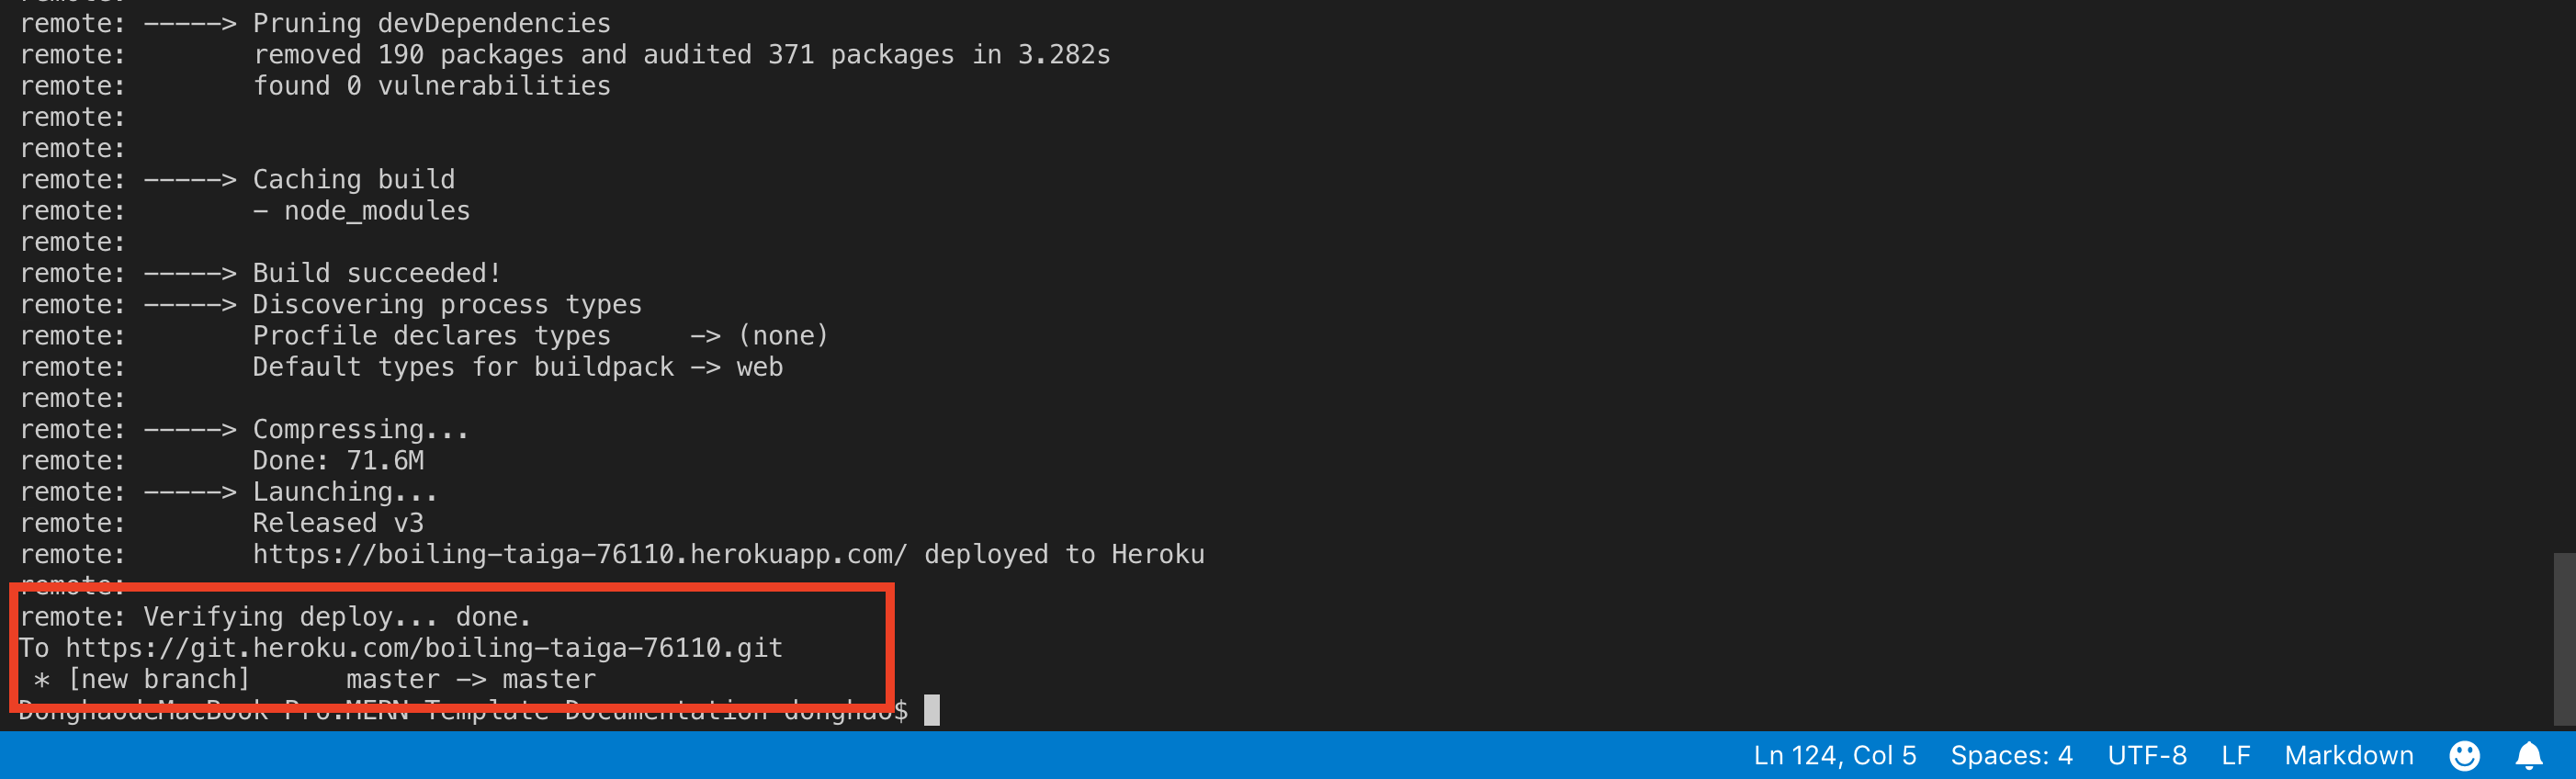 remote:
remote: -----> Pruning devDependencies
remote:        removed 190 packages and audited 371 packages in 3.282s
remote:        found 0 vulnerabilities
remote:
remote:
remote: -----> Caching build
remote:        - node_modules
remote:
remote: -----> Build succeeded!
remote: -----> Discovering process types
remote:        Procfile declares types     -> (none)
remote:        Default types for buildpack -> web
remote:
remote: -----> Compressing...
remote:        Done: 71.6M
remote: -----> Launching...
remote:        Released v3
remote:        https://boiling-taiga-76110.herokuapp.com/ deployed to Heroku
remote:
remote: Verifying deploy... done.
To https://git.heroku.com/boiling-taiga-76110.git
 * [new branch]      master -> master
DonghaodeMacBook-Pro:MERN-Template-Documentation donghao$
Ln 124, Col 5 Spaces: 4 UTF-8 LF Markdown